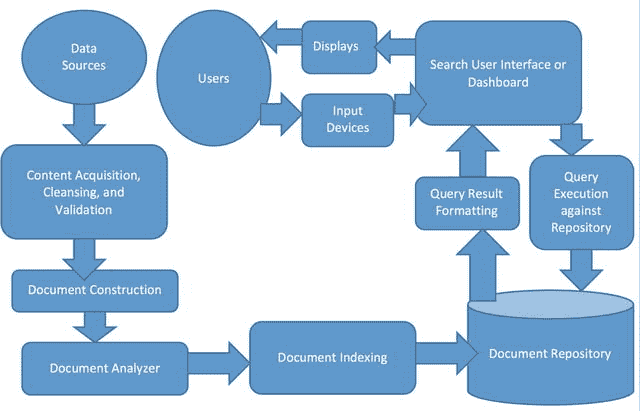 Data
Sources
Users
Displays
Input
Devices
Search User Interface or
Dashboard
Content Acquisition,
Cleansing, and
Validation
Query Result
Formatting
Query
Execution
against
Repository
Document Construction
Document Analyzer
Document Indexing
Document Repository